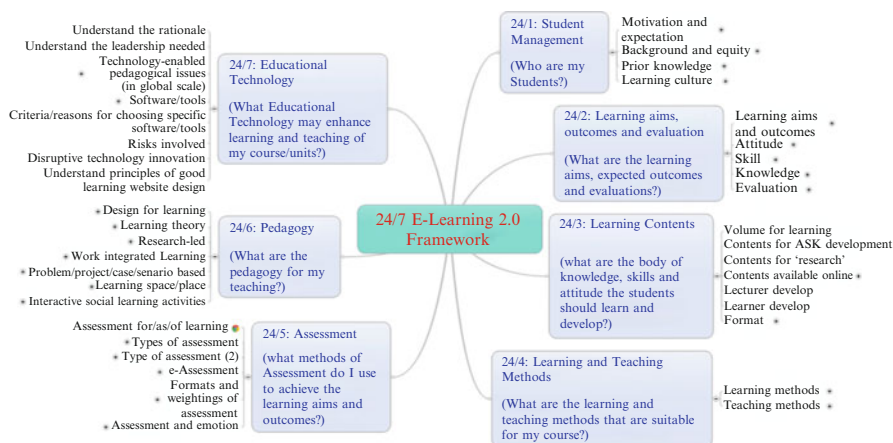 24/7 E-Learning 2.0
Framework
24/1: Student
Management
(Who are my
Students?)
Motivation and
expectation
Background and equity
Prior knowledge
Learning culture
24/2: Learning aims,
outcomes and evaluation
(What are the learning
aims, expected outcomes
and evaluations?)
Learning aims
and outcomes
Attitude
Skill
Knowledge
Evaluation
24/3: Learning Contents
(what are the body of
knowledge, skills and
attitude the students
should learn and
develop?)
Volume for learning
Contents for ASK development
Contents for ‘research’
Contents available online
Lecturer develop
Learner develop
Format
24/4: Learning and Teaching
Methods
(What are the learning and
teaching methods that are suitable
for my course?)
Learning methods
Teaching methods
24/5: Assessment
(what methods of
Assessment do I use
to achieve the
learning aims and
outcomes?)
Assessment for/as/of learning
Types of assessment
Type of assessment (2)
e-Assessment
Formats and
weightings of
assessment
Assessment and emotion
24/6: Pedagogy
(What are the
pedagogy for my
teaching?)
Design for learning
Learning theory
Research-led
Work integrated Learning
Problem/project/case/senario based
Learning space/place
Interactive social learning activities
24/7: Educational
Technology
(What Educational
Technology may enhance
learning and teaching of
my course/units?)
Understand the rationale
Understand the leadership needed
Technology-enabled
pedagogical issues
(in global scale)
Software/tools
Criteria/reasons for choosing specific
software/tools
Risks involved
Disruptive technology innovation
Understand principles of good
learning website design